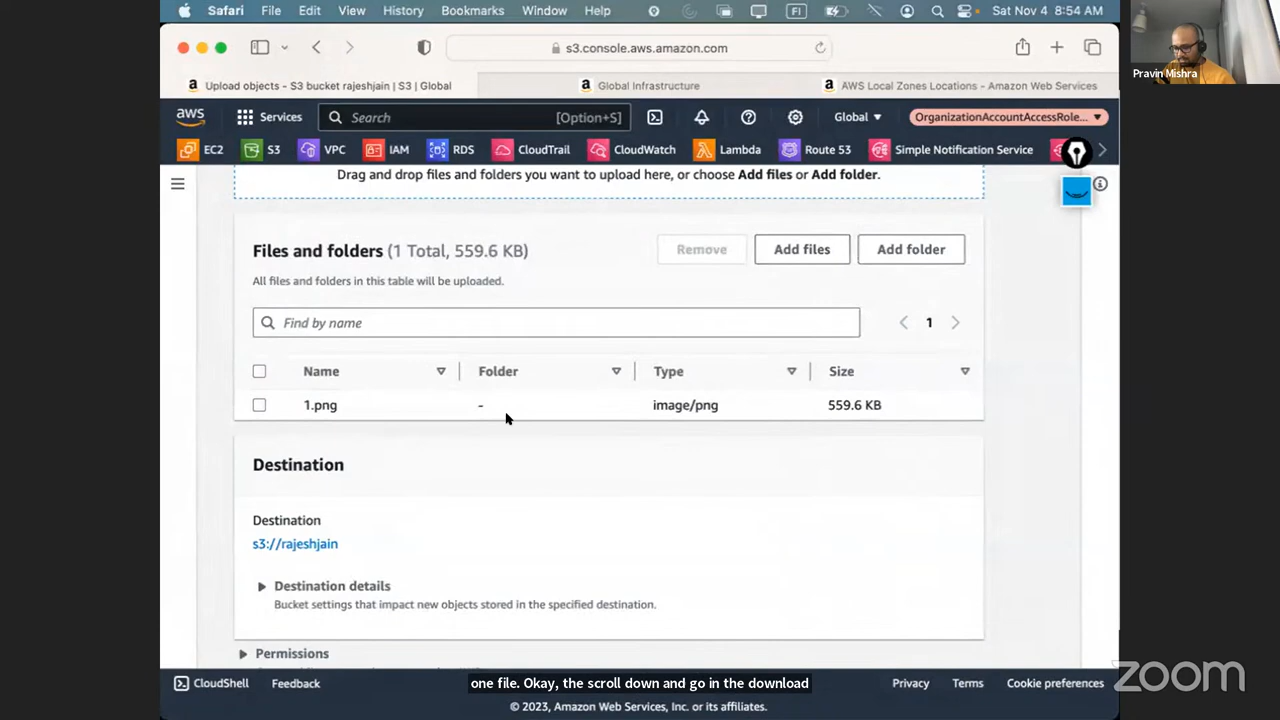 Safari File Edit View History Bookmarks Window Help FI Sat Nov 4 8:54 AM
s3.console.aws.amazon.com
Upload objects - S3 bucket rajeshjain | S3 | Global
Global Infrastructure
AWS Local Zones Locations - Amazon Web Services
aws Services Search [Option+S] Global OrganizationAccountAccessRole...
EC2 S3 VPC IAM RDS CloudTrail CloudWatch Lambda Route 53 Simple Notification Service
Drag and drop files and folders you want to upload here, or choose Add files or Add folder.
Files and folders (1 Total, 559.6 KB)
Remove Add files Add folder
All files and folders in this table will be uploaded.
Find by name
1
Name Folder Type Size
1.png - image/png 559.6 KB
Destination
Destination
s3://rajeshjain
Destination details
Bucket settings that impact new objects stored in the specified destination.
Permissions
CloudShell Feedback
one file. Okay, the scroll down and go in the download
Privacy Terms Cookie preferences
© 2023, Amazon Web Services, Inc. or its affiliates.
Pravin Mishra
zoom